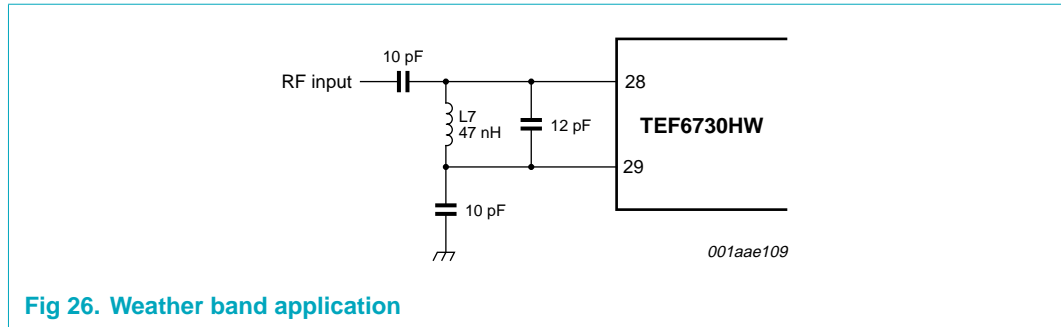 10 pF
RF input
28
L7
47 nH
12 pF
TEF6730HW
29
10 pF
001aae109
Fig 26. Weather band application